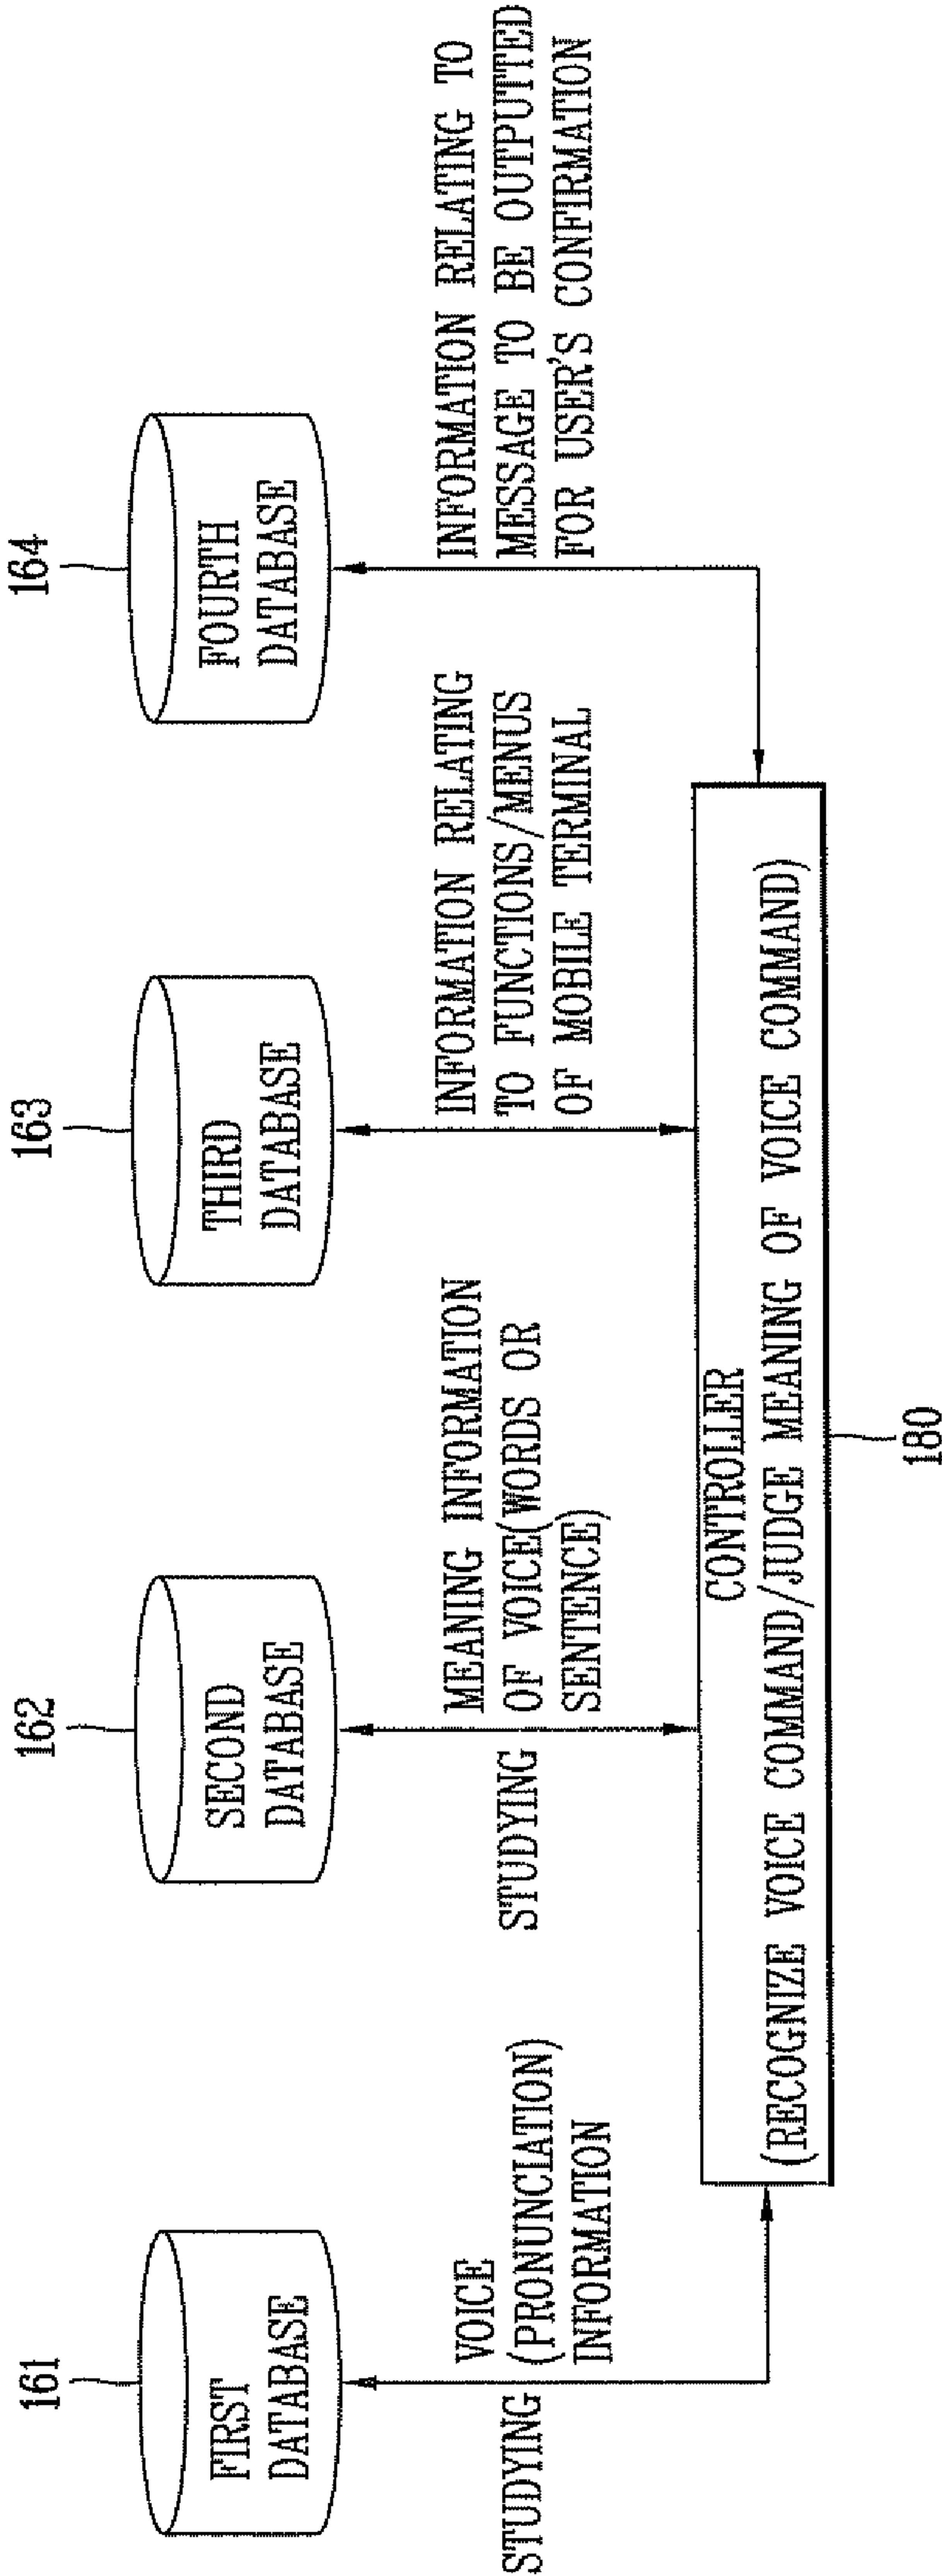 161
162
163
164
FIRST
DATABASE
SECOND
DATABASE
THIRD
DATABASE
FOURTH
DATABASE
STUDYING
VOICE
(PRONUNCIATION)
INFORMATION
STUDYING
MEANING INFORMATION
OF VOICE(WORDS OR
SENTENCE)
INFORMATION RELATING
TO FUNCTIONS/MENUS
OF MOBILE TERMINAL
INFORMATION RELATING TO
MESSAGE TO BE OUTPUTTED
FOR USER'S CONFIRMATION
CONTROLLER
(RECOGNIZE VOICE COMMAND/JUDGE MEANING OF VOICE COMMAND)
180